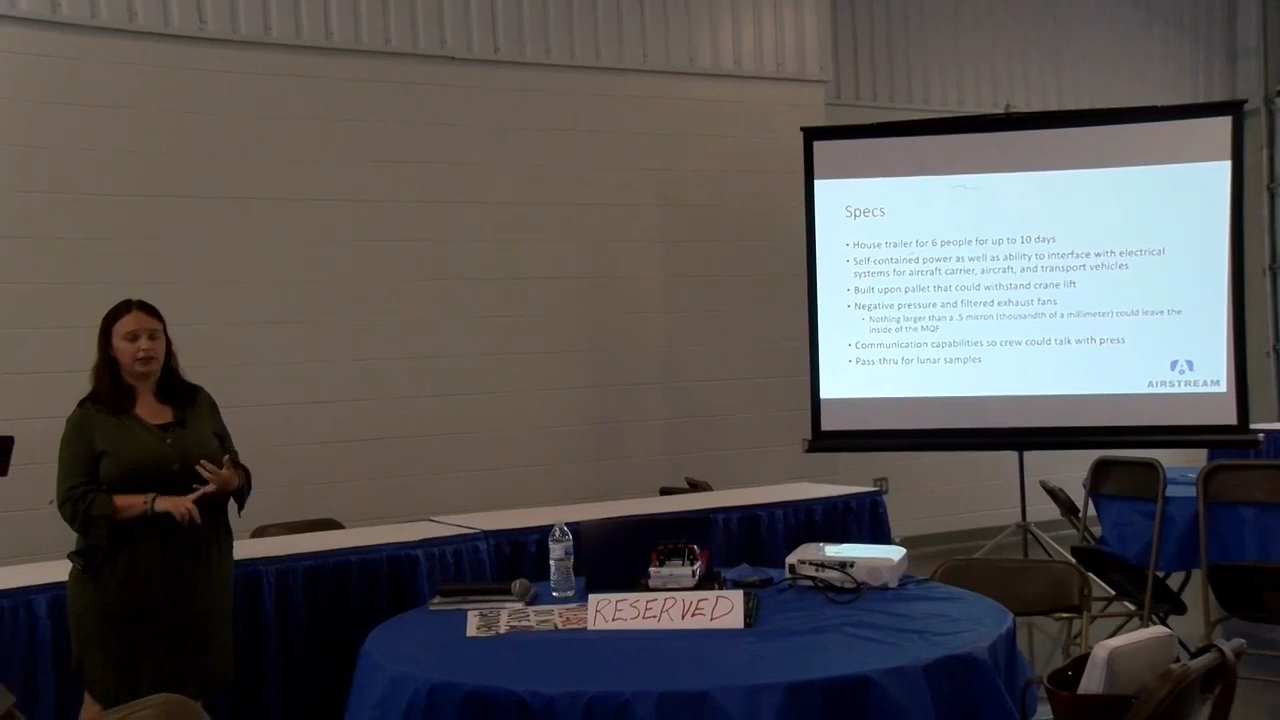 Specs
• House trailer for 6 people for up to 10 days
• Self-contained power as well as ability to interface with electrical
systems for aircraft carrier, aircraft, and transport vehicles
• Built upon pallet that could withstand crane lift
• Negative pressure and filtered exhaust fans
• Nothing larger than a .5 micron (thousandth of a millimeter) could leave the
inside of the MQF
• Communication capabilities so crew could talk with press
• Pass-thru for lunar samples
AIRSTREAM
RESERVED
PLEASE
DO NOT